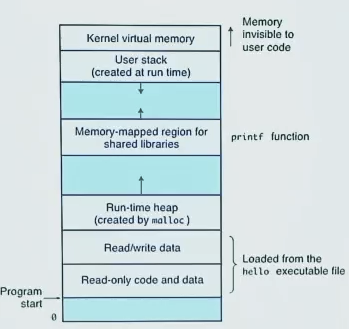 Kernel virtual memory
Memory
invisible to
user code
User stack
(created at run time)
Memory-mapped region for
shared libraries
printf function
Run-time heap
(created by malloc)
Read/write data
Loaded from the
hello executable file
Read-only code and data
Program
start
0